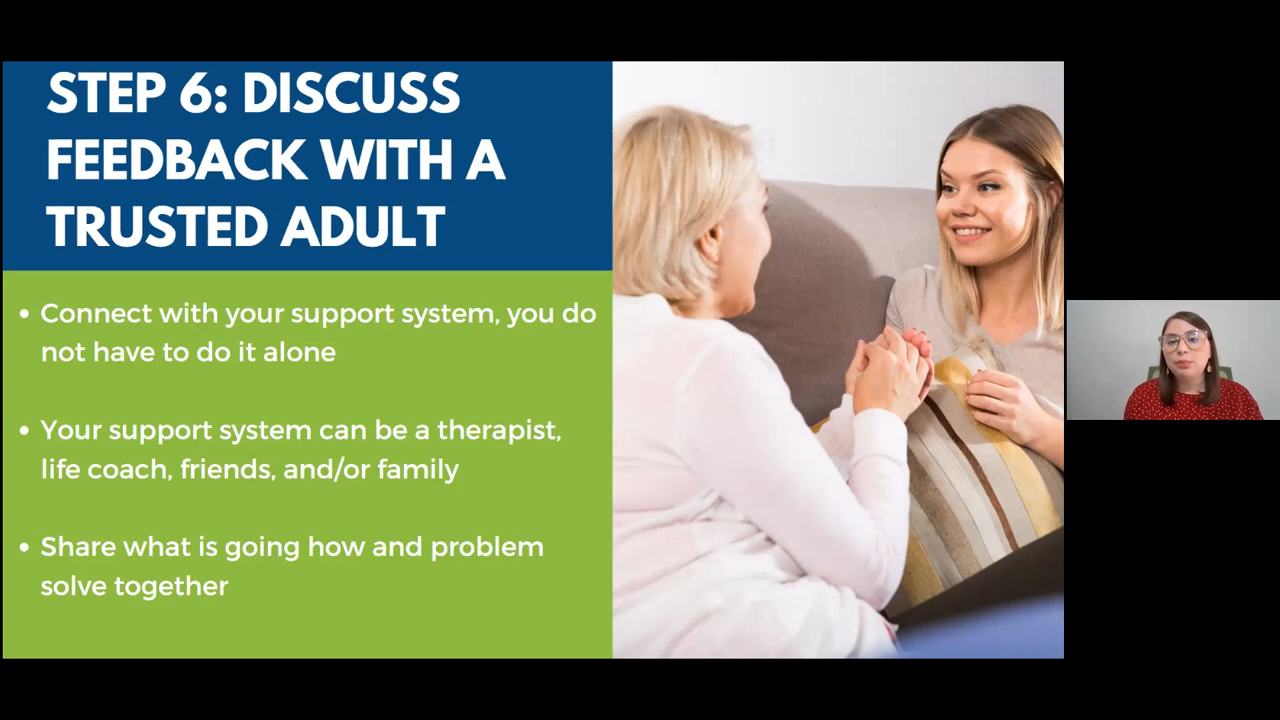 STEP 6: DISCUSS
FEEDBACK WITH A
TRUSTED ADULT
• Connect with your support system, you do
not have to do it alone
• Your support system can be a therapist,
life coach, friends, and/or family
• Share what is going how and problem
solve together